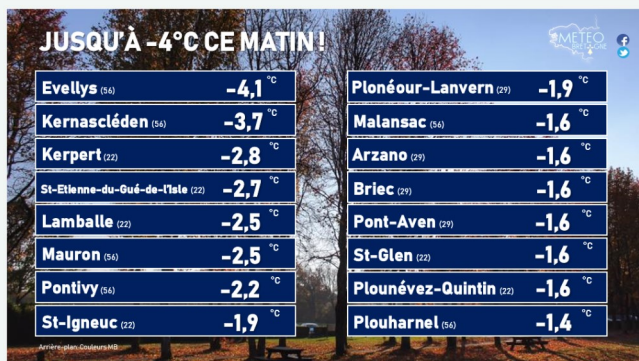 JUSQU'À -4°C CE MATIN !
MÉTÉO
BRETAGNE
Evellys (56) -4,1 °C
Kernascléden (56) -3,7 °C
Kerpert (22) -2,8 °C
St-Etienne-du-Gué-de-l'Isle (22) -2,7 °C
Lamballe (22) -2,5 °C
Mauron (56) -2,5 °C
Pontivy (56) -2,2 °C
St-Igneuc (22) -1,9 °C
Plonéour-Lanvern (29) -1,9 °C
Malansac (56) -1,6 °C
Arzano (29) -1,6 °C
Briec (29) -1,6 °C
Pont-Aven (29) -1,6 °C
St-Glen (22) -1,6 °C
Plounévez-Quintin (22) -1,6 °C
Plouharnel (56) -1,4 °C
Arrière-plan: Couleurs MB